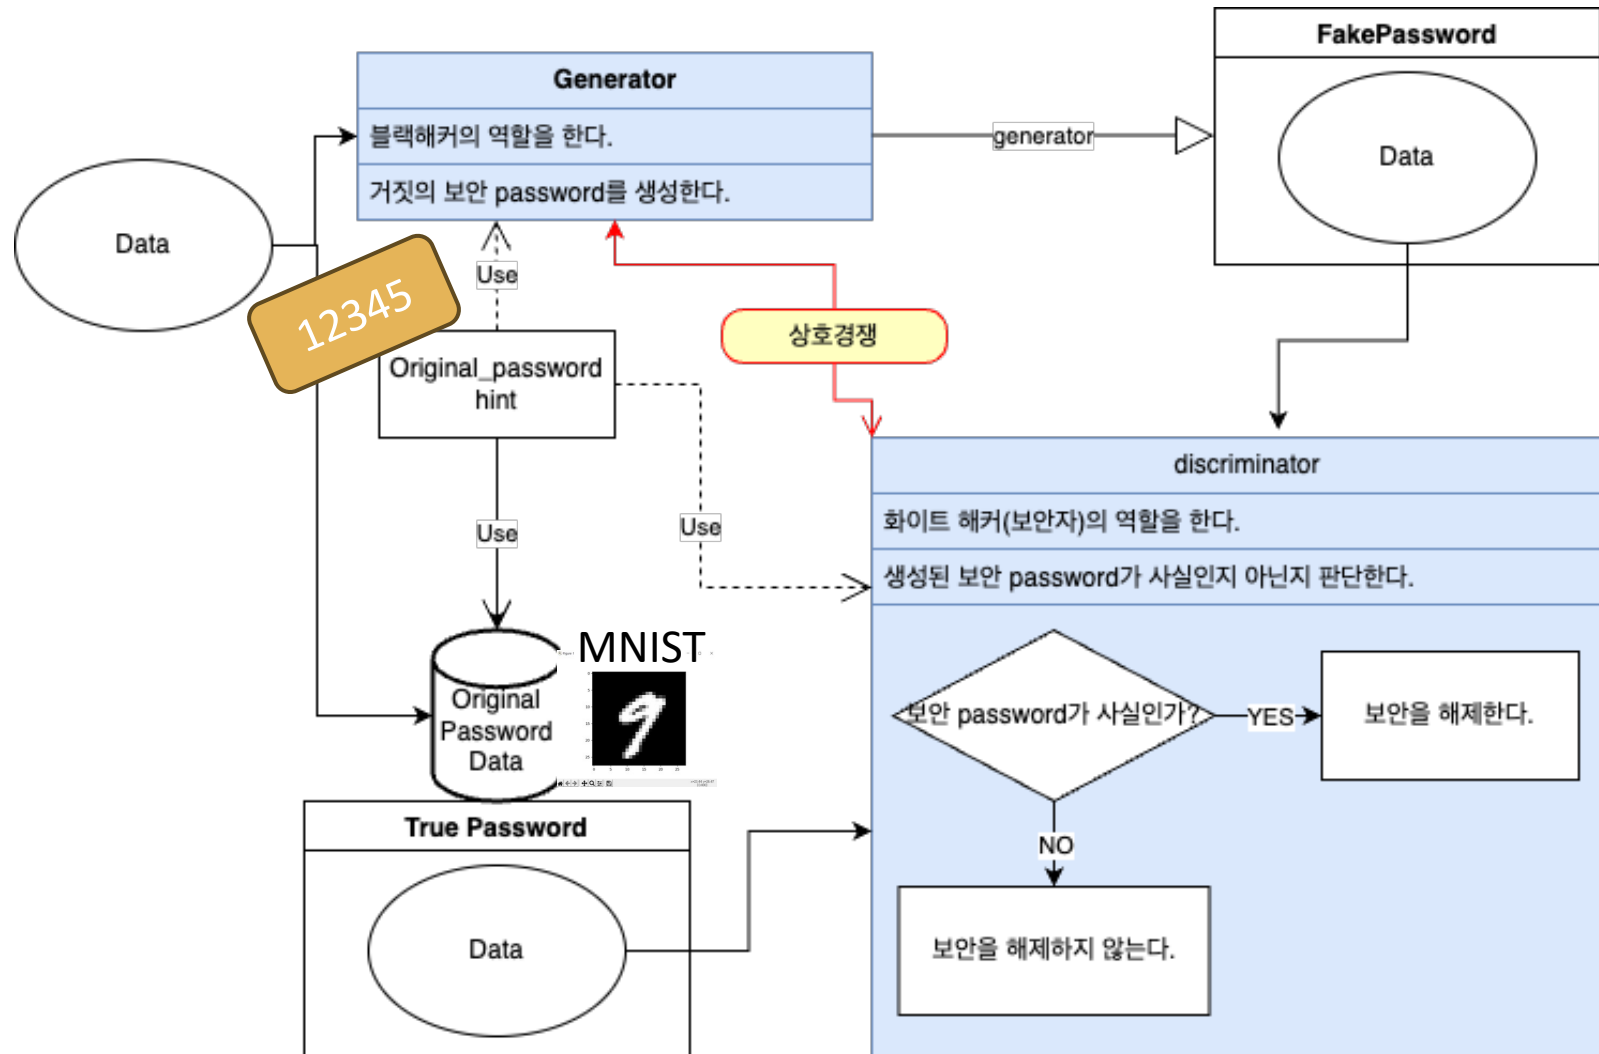 FakePassword
Data
Generator
블랙해커의 역할을 한다.
거짓의 보안 password를 생성한다.
generator
Data
12345
Use
Original_password
hint
상호경쟁
Use
Use
discriminator
화이트 해커(보안자)의 역할을 한다.
생성된 보안 password가 사실인지 아닌지 판단한다.
보안 password가 사실인가?
YES
보안을 해제한다.
NO
보안을 해제하지 않는다.
MNIST
Original
Password
Data
True Password
Data